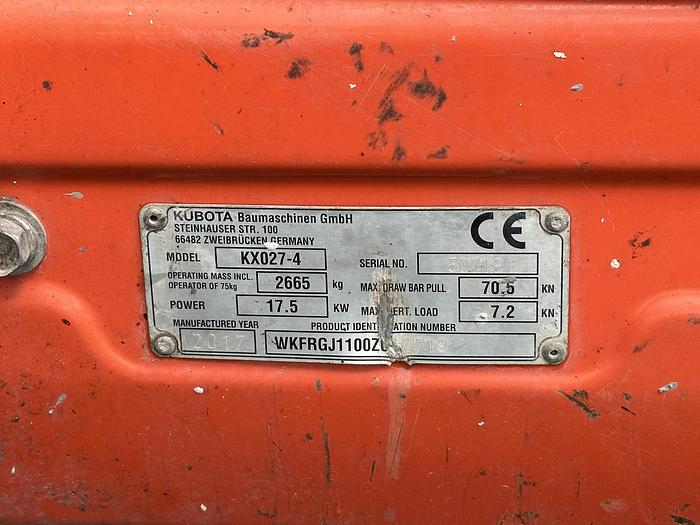 KUBOTA Baumaschinen GmbH
STEINHAUSER STR. 100
66482 ZWEIBRÜCKEN GERMANY
CE
MODEL KX027-4 SERIAL NO.
OPERATING MASS INCL. OPERATOR OF 75kg 2665 kg MAX. DRAW BAR PULL 70.5 KN
POWER 17.5 KW MAX. VERT. LOAD 7.2 KN
MANUFACTURED YEAR PRODUCT IDENTIFICATION NUMBER
2017